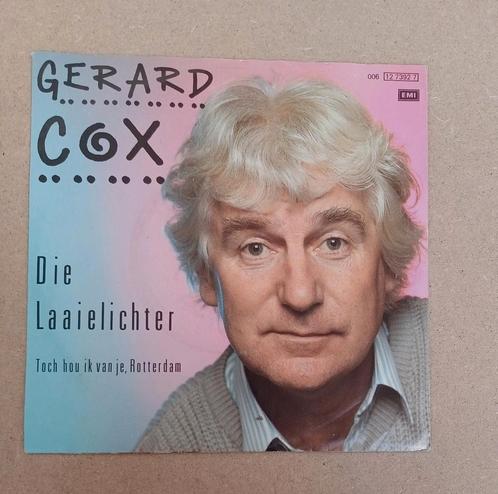 GERARD
COX
006 12 7392 7
EMI
Die
Laaielichter
Toch hou ik van je, Rotterdam